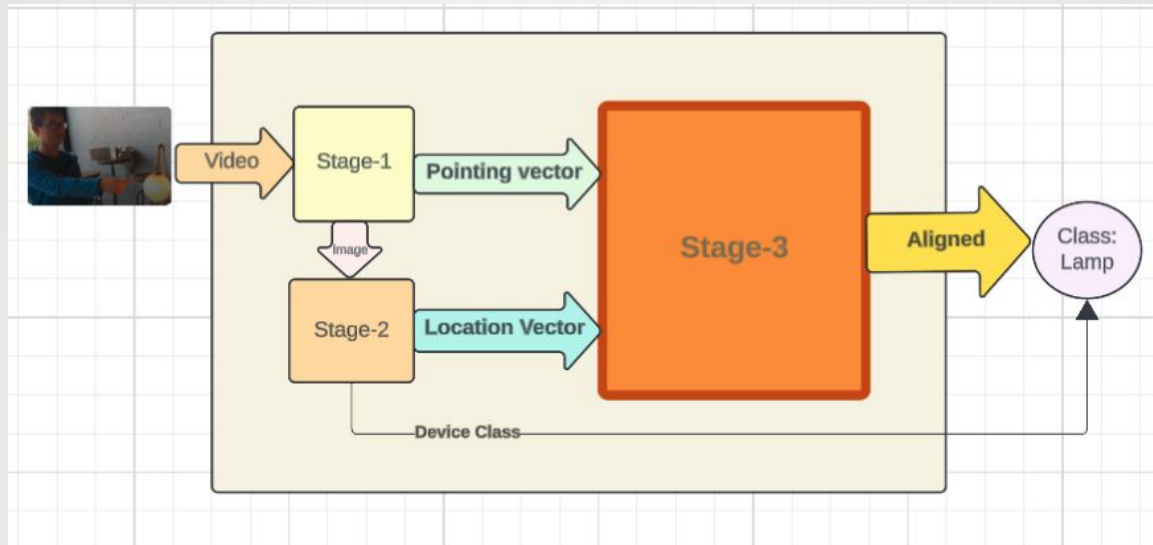 Video
Stage-1
Pointing vector
Image
Stage-2
Location Vector
Stage-3
Aligned
Class:
Lamp
Device Class